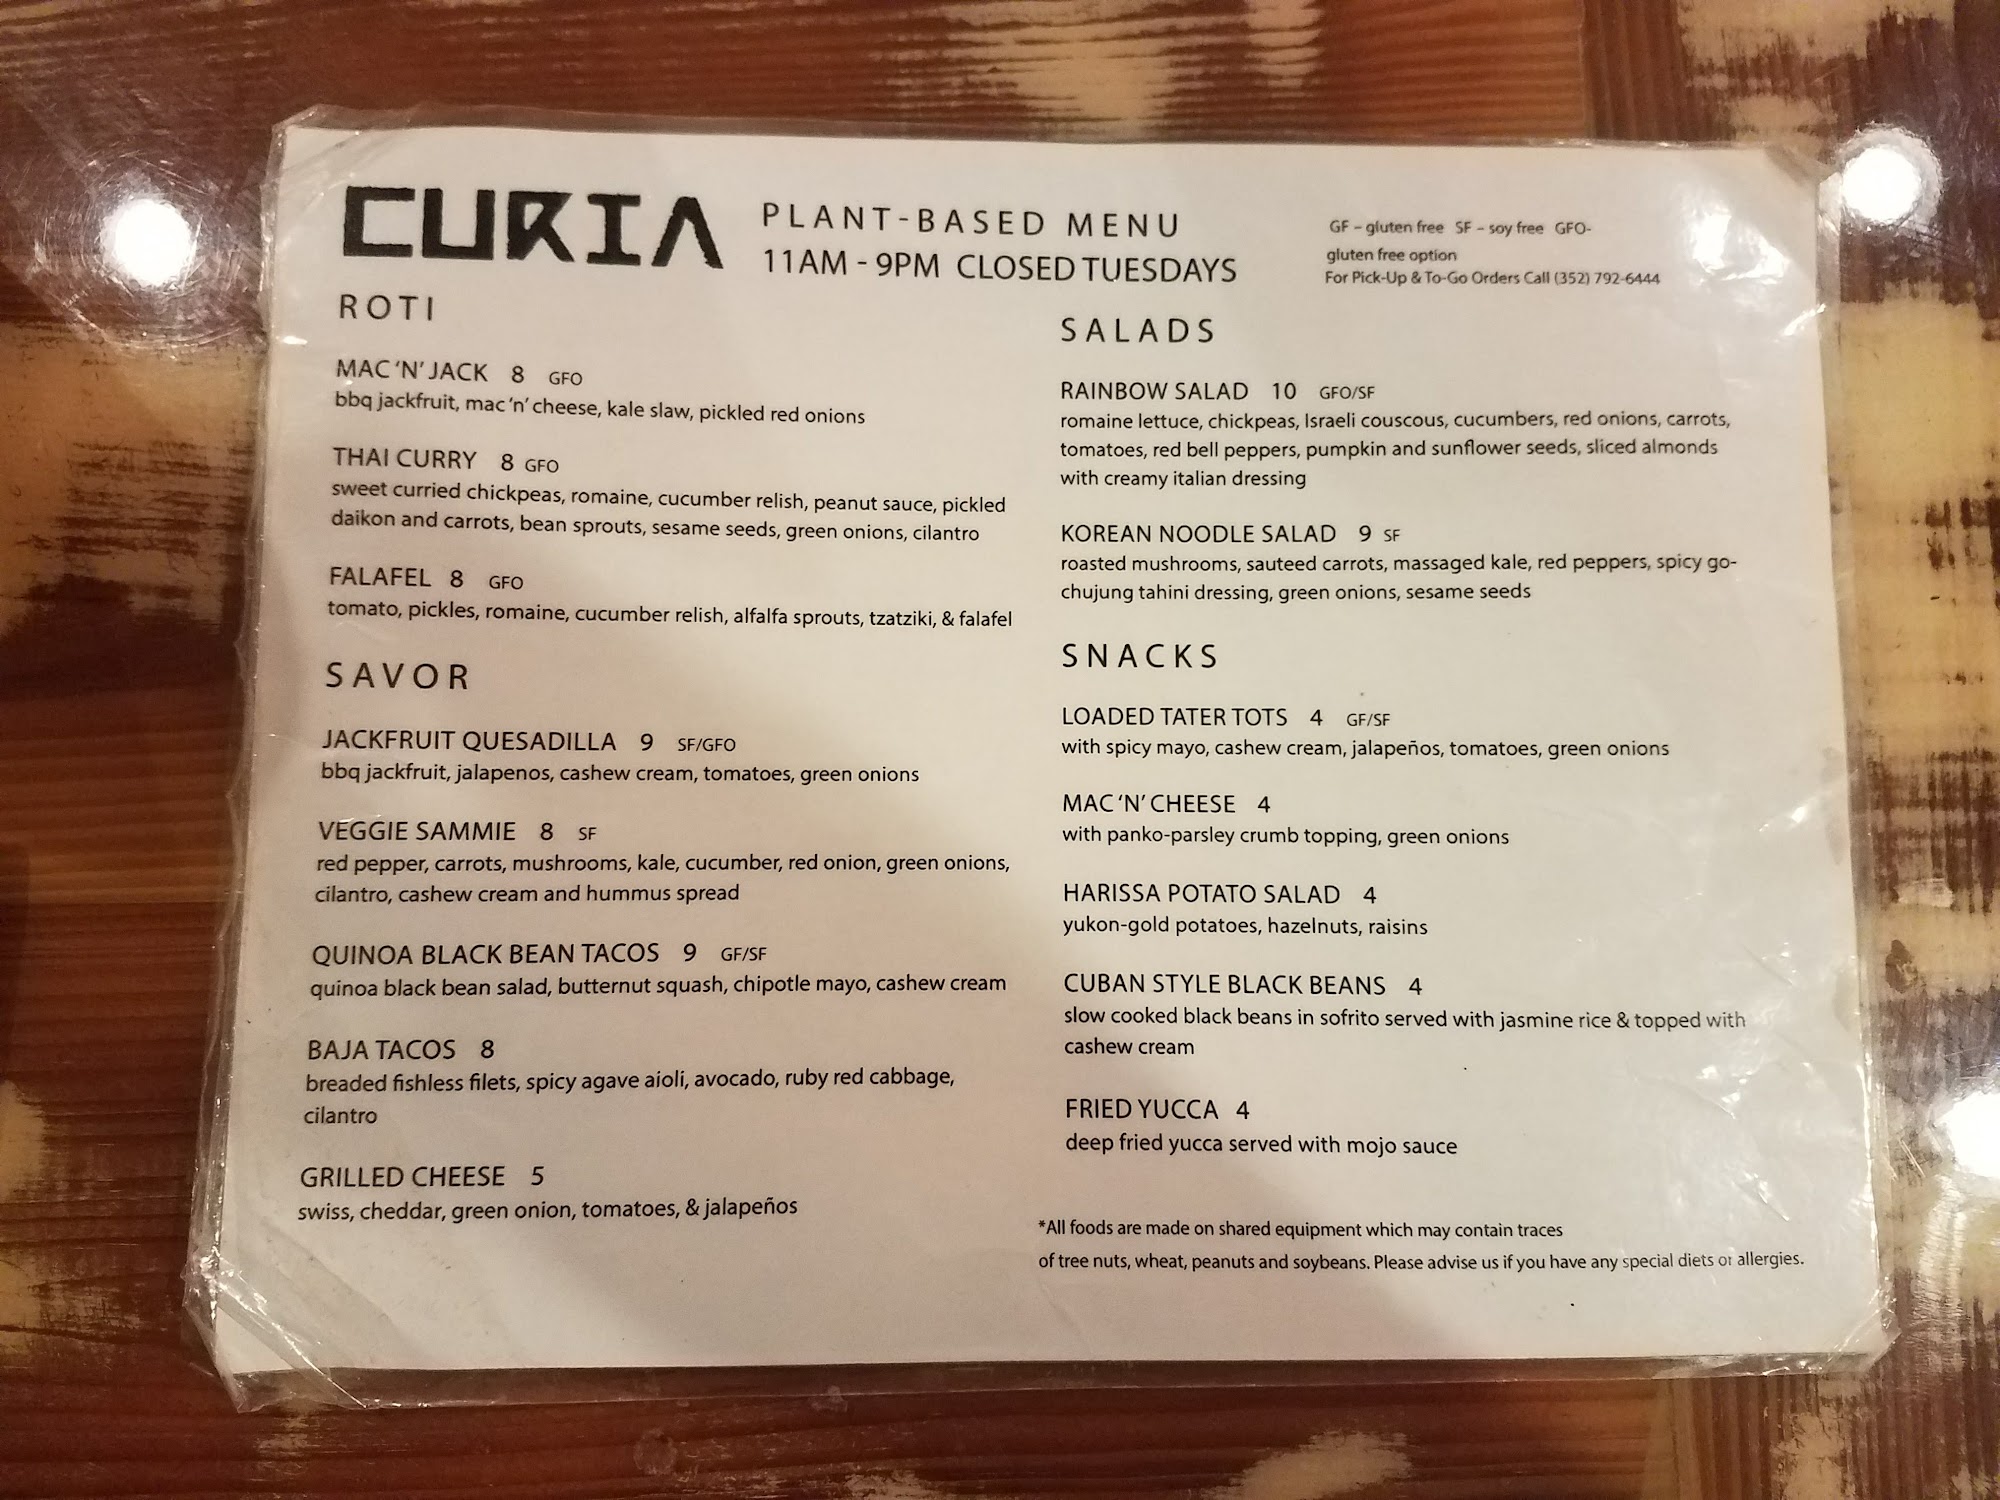 CURIA
PLANT-BASED MENU
11AM - 9PM CLOSED TUESDAYS
GF – gluten free SF – soy free GFO-
gluten free option
For Pick-Up & To-Go Orders Call (352) 792-6444
ROTI
MAC ‘N’ JACK 8 GFO
bbq jackfruit, mac ‘n’ cheese, kale slaw, pickled red onions
THAI CURRY 8 GFO
sweet curried chickpeas, romaine, cucumber relish, peanut sauce, pickled
daikon and carrots, bean sprouts, sesame seeds, green onions, cilantro
FALAFEL 8 GFO
tomato, pickles, romaine, cucumber relish, alfalfa sprouts, tzatziki, & falafel
SAVOR
JACKFRUIT QUESADILLA 9 SF/GFO
bbq jackfruit, jalapenos, cashew cream, tomatoes, green onions
VEGGIE SAMMIE 8 SF
red pepper, carrots, mushrooms, kale, cucumber, red onion, green onions,
cilantro, cashew cream and hummus spread
QUINOA BLACK BEAN TACOS 9 GF/SF
quinoa black bean salad, butternut squash, chipotle mayo, cashew cream
BAJA TACOS 8
breaded fishless filets, spicy agave aioli, avocado, ruby red cabbage,
cilantro
GRILLED CHEESE 5
swiss, cheddar, green onion, tomatoes, & jalapeños
SALADS
RAINBOW SALAD 10 GFO/SF
romaine lettuce, chickpeas, Israeli couscous, cucumbers, red onions, carrots,
tomatoes, red bell peppers, pumpkin and sunflower seeds, sliced almonds
with creamy italian dressing
KOREAN NOODLE SALAD 9 SF
roasted mushrooms, sauteed carrots, massaged kale, red peppers, spicy go-
chujung tahini dressing, green onions, sesame seeds
SNACKS
LOADED TATER TOTS 4 GF/SF
with spicy mayo, cashew cream, jalapeños, tomatoes, green onions
MAC ‘N’ CHEESE 4
with panko-parsley crumb topping, green onions
HARISSA POTATO SALAD 4
yukon-gold potatoes, hazelnuts, raisins
CUBAN STYLE BLACK BEANS 4
slow cooked black beans in sofrito served with jasmine rice & topped with
cashew cream
FRIED YUCCA 4
deep fried yucca served with mojo sauce
*All foods are made on shared equipment which may contain traces
of tree nuts, wheat, peanuts and soybeans. Please advise us if you have any special diets or allergies.